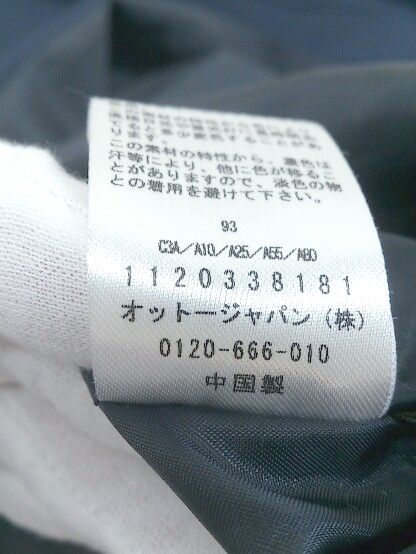 この素材の特性から、濃色は
汗等により、他に色が移るこ
とがありますので、淡色の物
との着用を避けて下さい。
93
C3A/A10/A25/A55/A80
1120338181
オットージャパン（株）
0120-666-010
中国製